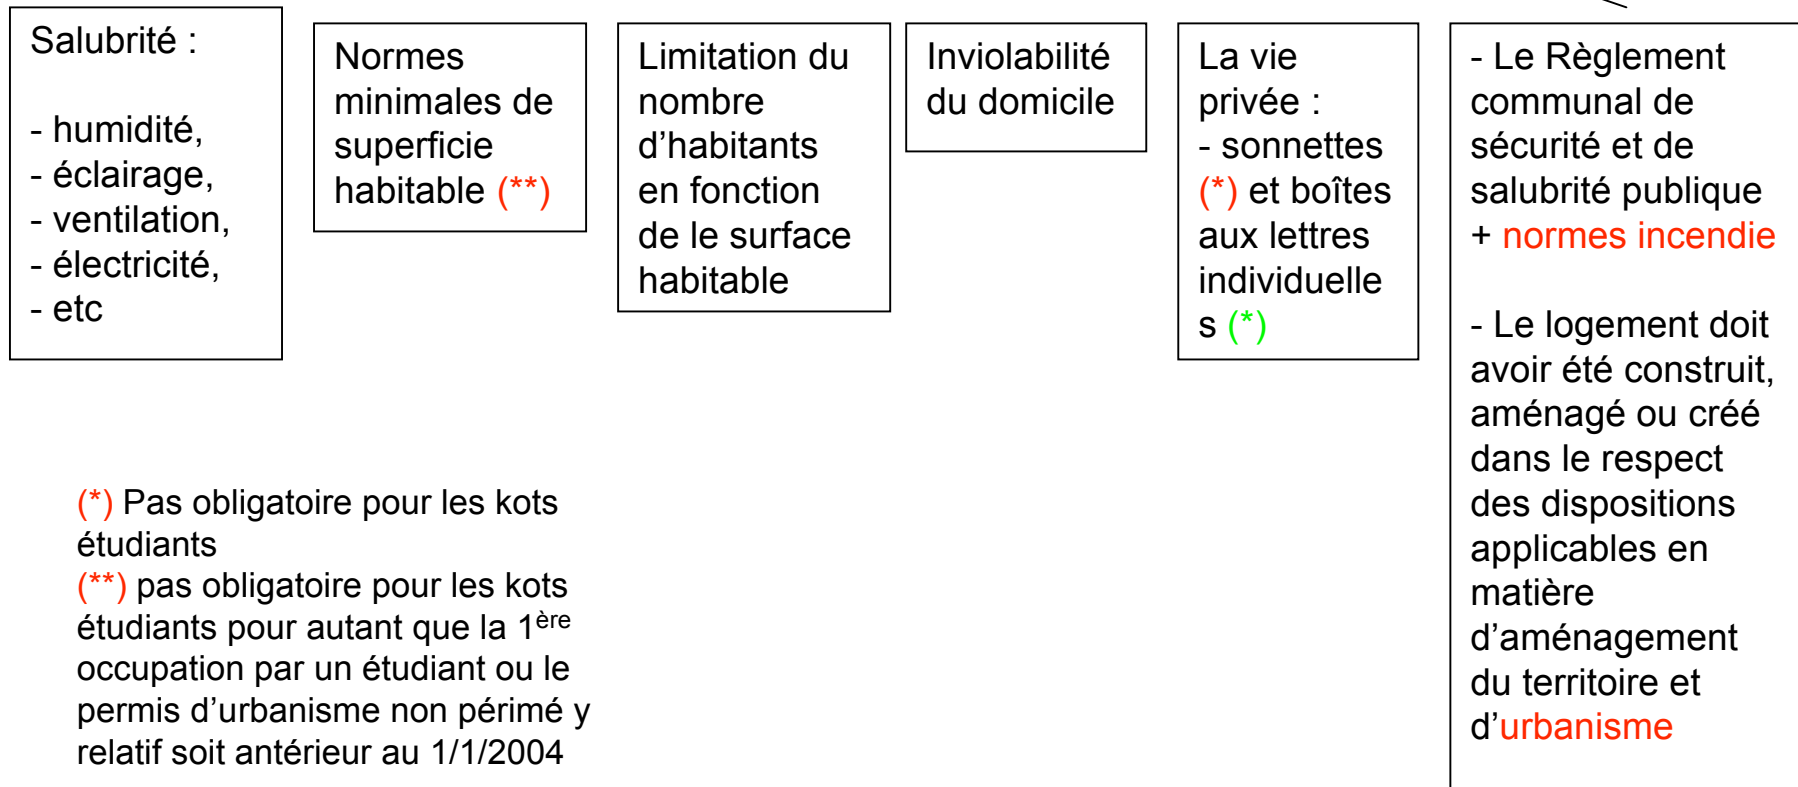 Salubrité :
- humidité,
- éclairage,
- ventilation,
- électricité,
- etc
Normes
minimales de
superficie
habitable (**)
Limitation du
nombre
d’habitants
en fonction
de le surface
habitable
Inviolabilité
du domicile
La vie
privée :
- sonnettes
(*) et boîtes
aux lettres
individuelle
s (*)
- Le Règlement
communal de
sécurité et de
salubrité publique
+ normes incendie
- Le logement doit
avoir été construit,
aménagé ou créé
dans le respect
des dispositions
applicables en
matière
d’aménagement
du territoire et
d’urbanisme
(*) Pas obligatoire pour les kots
étudiants
(**) pas obligatoire pour les kots
étudiants pour autant que la 1ère
occupation par un étudiant ou le
permis d’urbanisme non périmé y
relatif soit antérieur au 1/1/2004